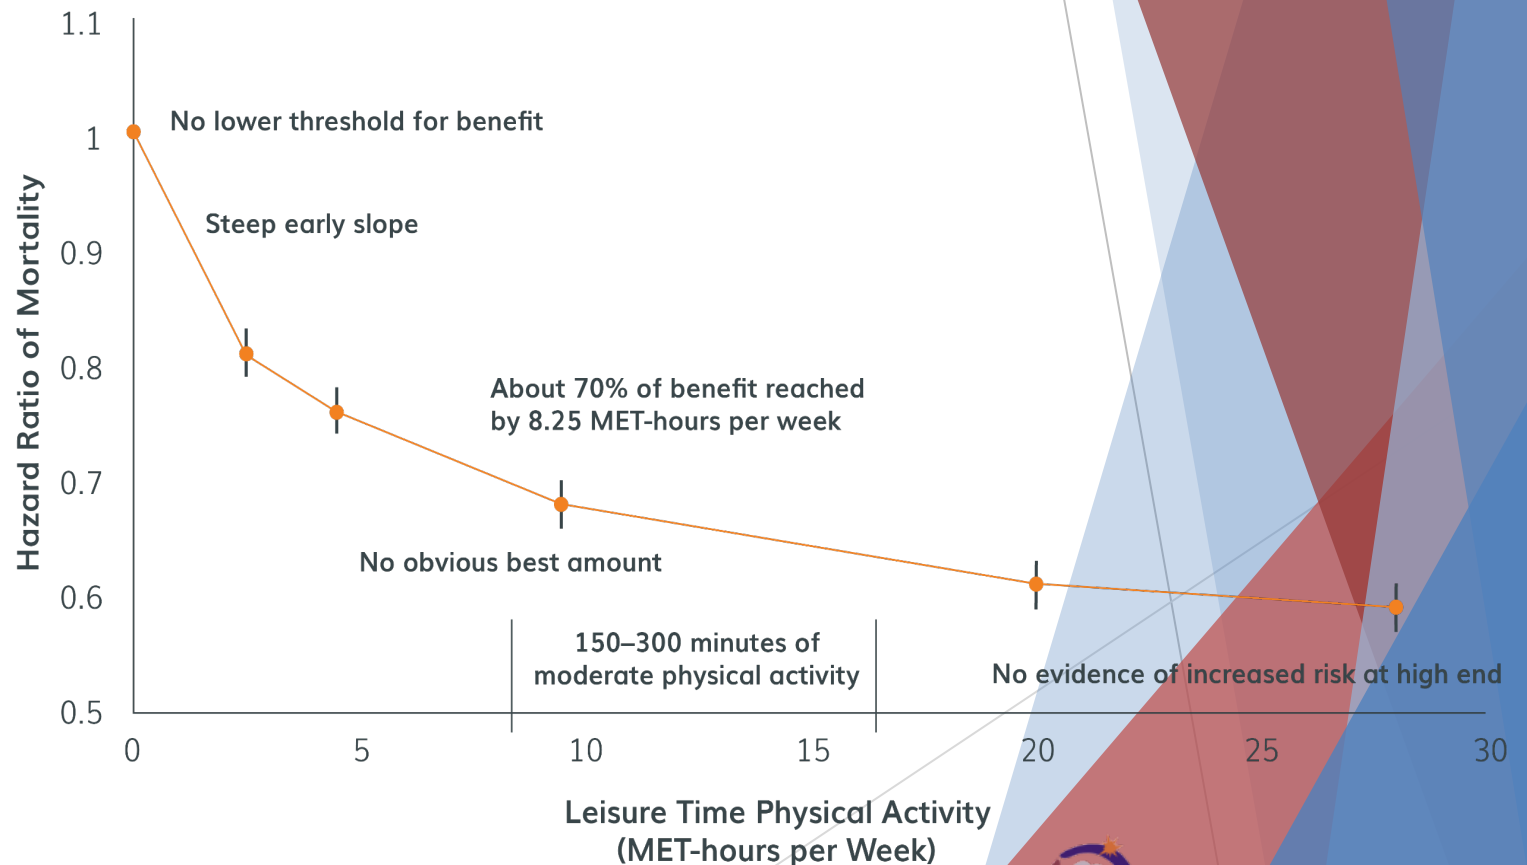 1.1
No lower threshold for benefit
1
Steep early slope
0.9
0.8
About 70% of benefit reached
by 8.25 MET-hours per week
0.7
No obvious best amount
0.6
150–300 minutes of
moderate physical activity
No evidence of increased risk at high end
0.5
Hazard Ratio of Mortality
0 5 10 15 20 25 30
Leisure Time Physical Activity
(MET-hours per Week)